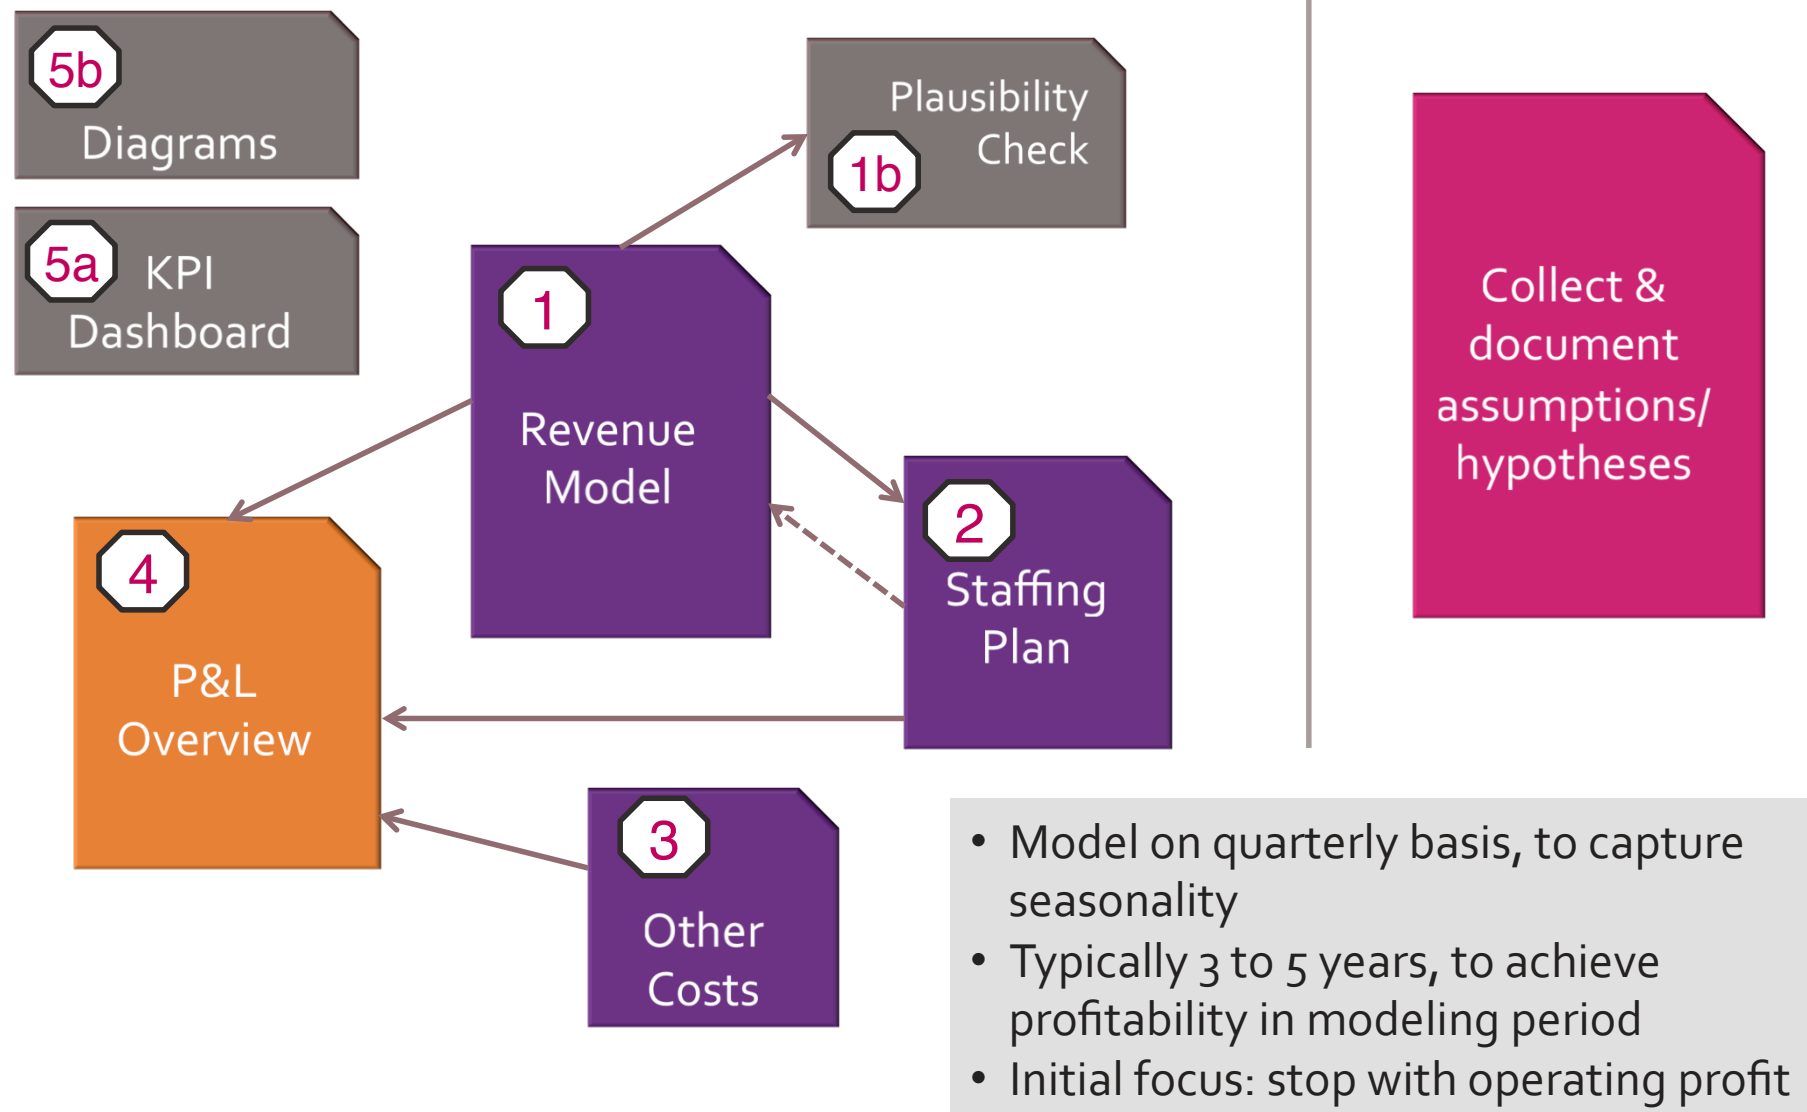 5b
Diagrams
5a
KPI
Dashboard
Plausibility
Check
1b
1
Revenue
Model
2
Staffing
Plan
4
P&L
Overview
3
Other
Costs
Collect &
document
assumptions/
hypotheses
• Model on quarterly basis, to capture
seasonality
• Typically 3 to 5 years, to achieve
profitability in modeling period
• Initial focus: stop with operating profit